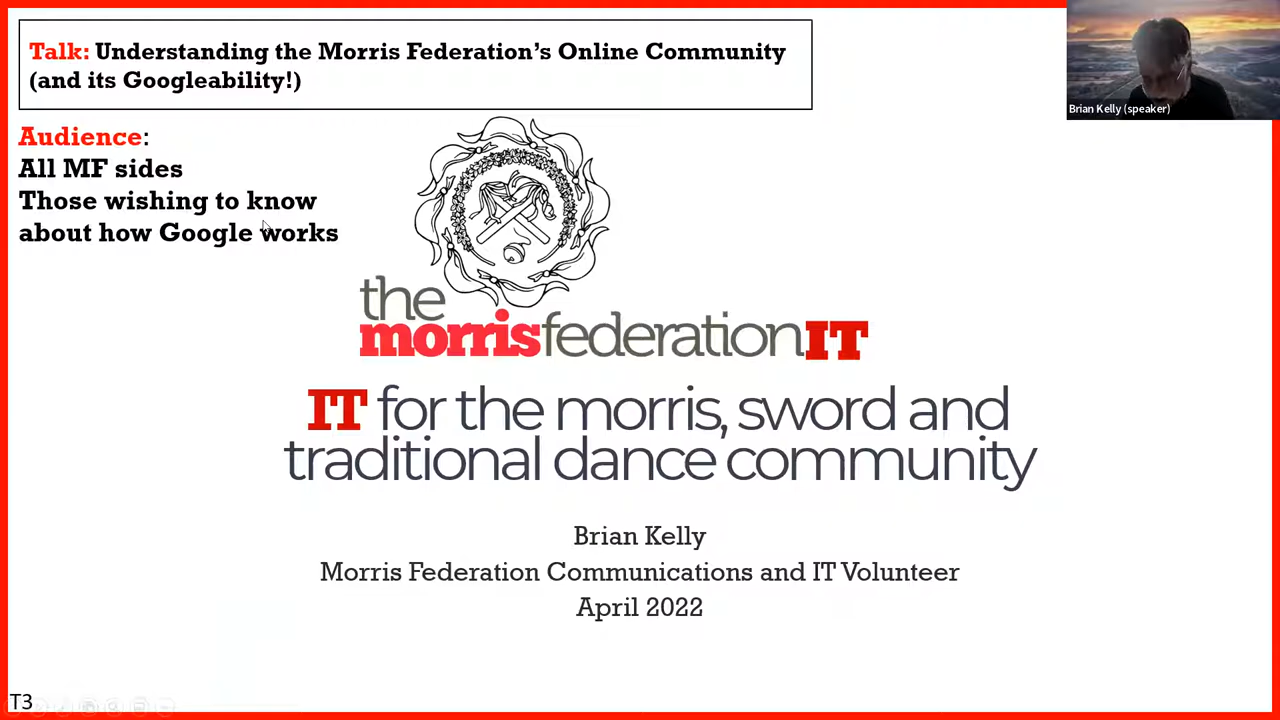 Talk: Understanding the Morris Federation's Online Community
(and its Googleability!)
Brian Kelly (speaker)
Audience:
All MF sides
Those wishing to know
about how Google works
the
morrisfederationIT
IT for the morris, sword and
traditional dance community
Brian Kelly
Morris Federation Communications and IT Volunteer
April 2022
T3